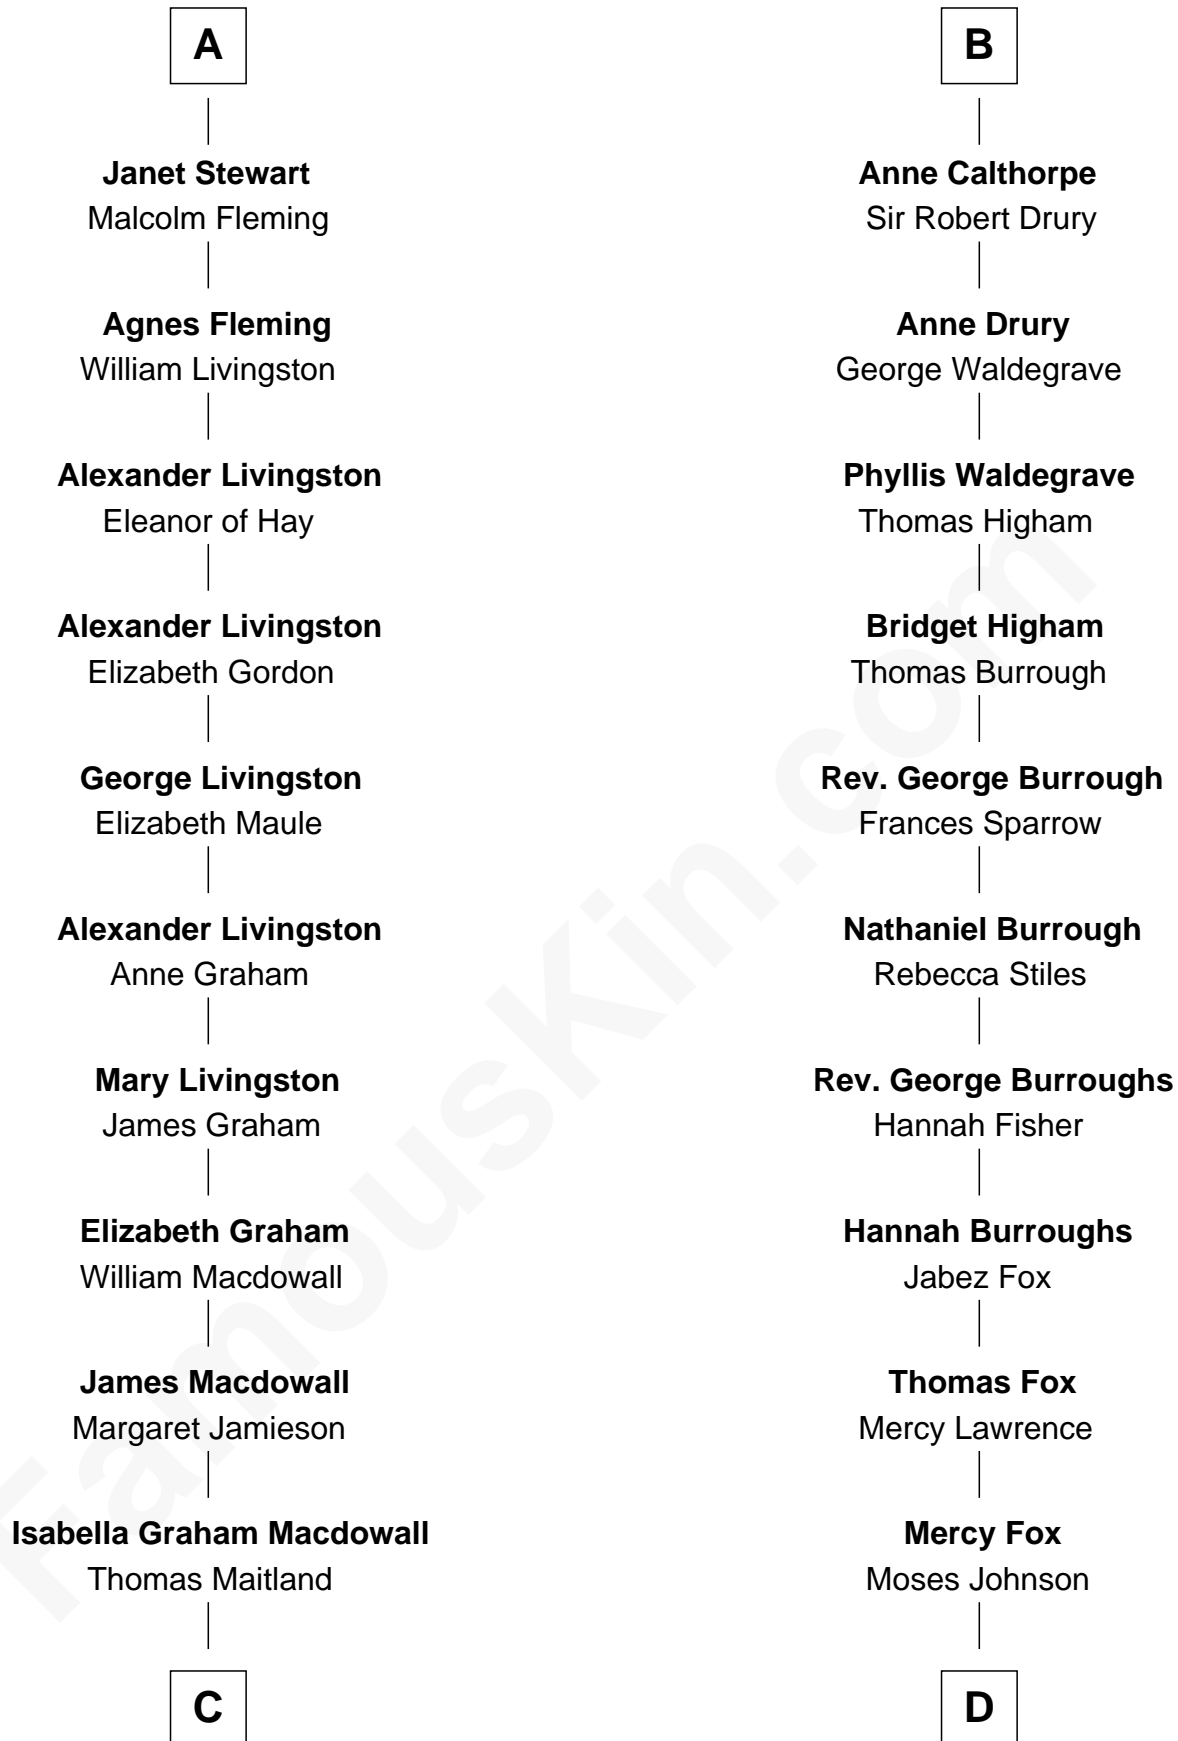 A
Janet Stewart
Malcolm Fleming
Agnes Fleming
William Livingston
Alexander Livingston
Eleanor of Hay
Alexander Livingston
Elizabeth Gordon
George Livingston
Elizabeth Maule
Alexander Livingston
Anne Graham
Mary Livingston
James Graham
Elizabeth Graham
William Macdowall
James Macdowall
Margaret Jamieson
Isabella Graham Macdowall
Thomas Maitland
C
B
Anne Calthorpe
Sir Robert Drury
Anne Drury
George Waldegrave
Phyllis Waldegrave
Thomas Higham
Bridget Higham
Thomas Burrough
Rev. George Burrough
Frances Sparrow
Nathaniel Burrough
Rebecca Stiles
Rev. George Burroughs
Hannah Fisher
Hannah Burroughs
Jabez Fox
Thomas Fox
Mercy Lawrence
Mercy Fox
Moses Johnson
D
FamousKin.com